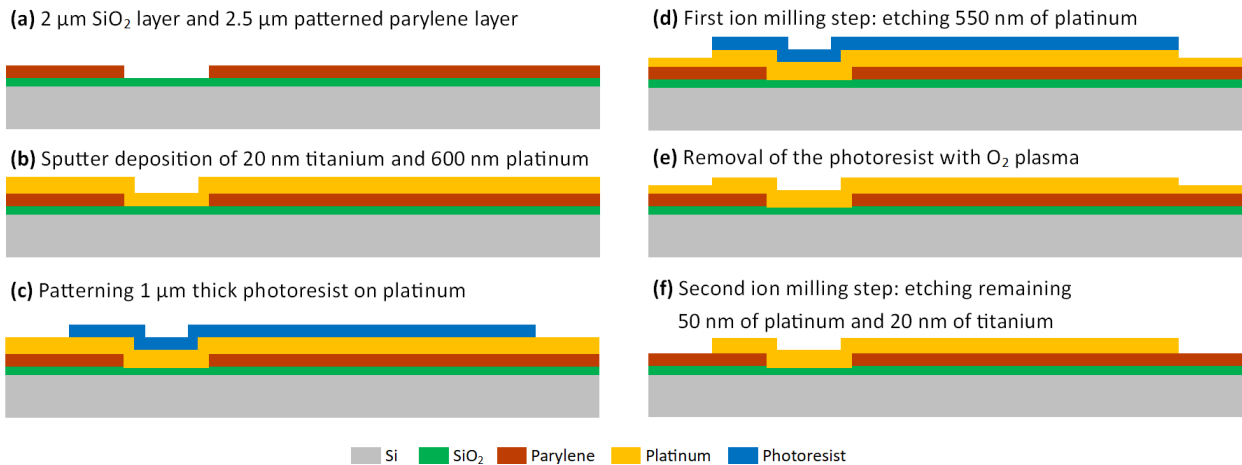 (a) 2 μm SiO₂ layer and 2.5 μm patterned parylene layer
(b) Sputter deposition of 20 nm titanium and 600 nm platinum
(c) Patterning 1 μm thick photoresist on platinum
(d) First ion milling step: etching 550 nm of platinum
(e) Removal of the photoresist with O₂ plasma
(f) Second ion milling step: etching remaining
50 nm of platinum and 20 nm of titanium
Si SiO₂ Parylene Platinum Photoresist